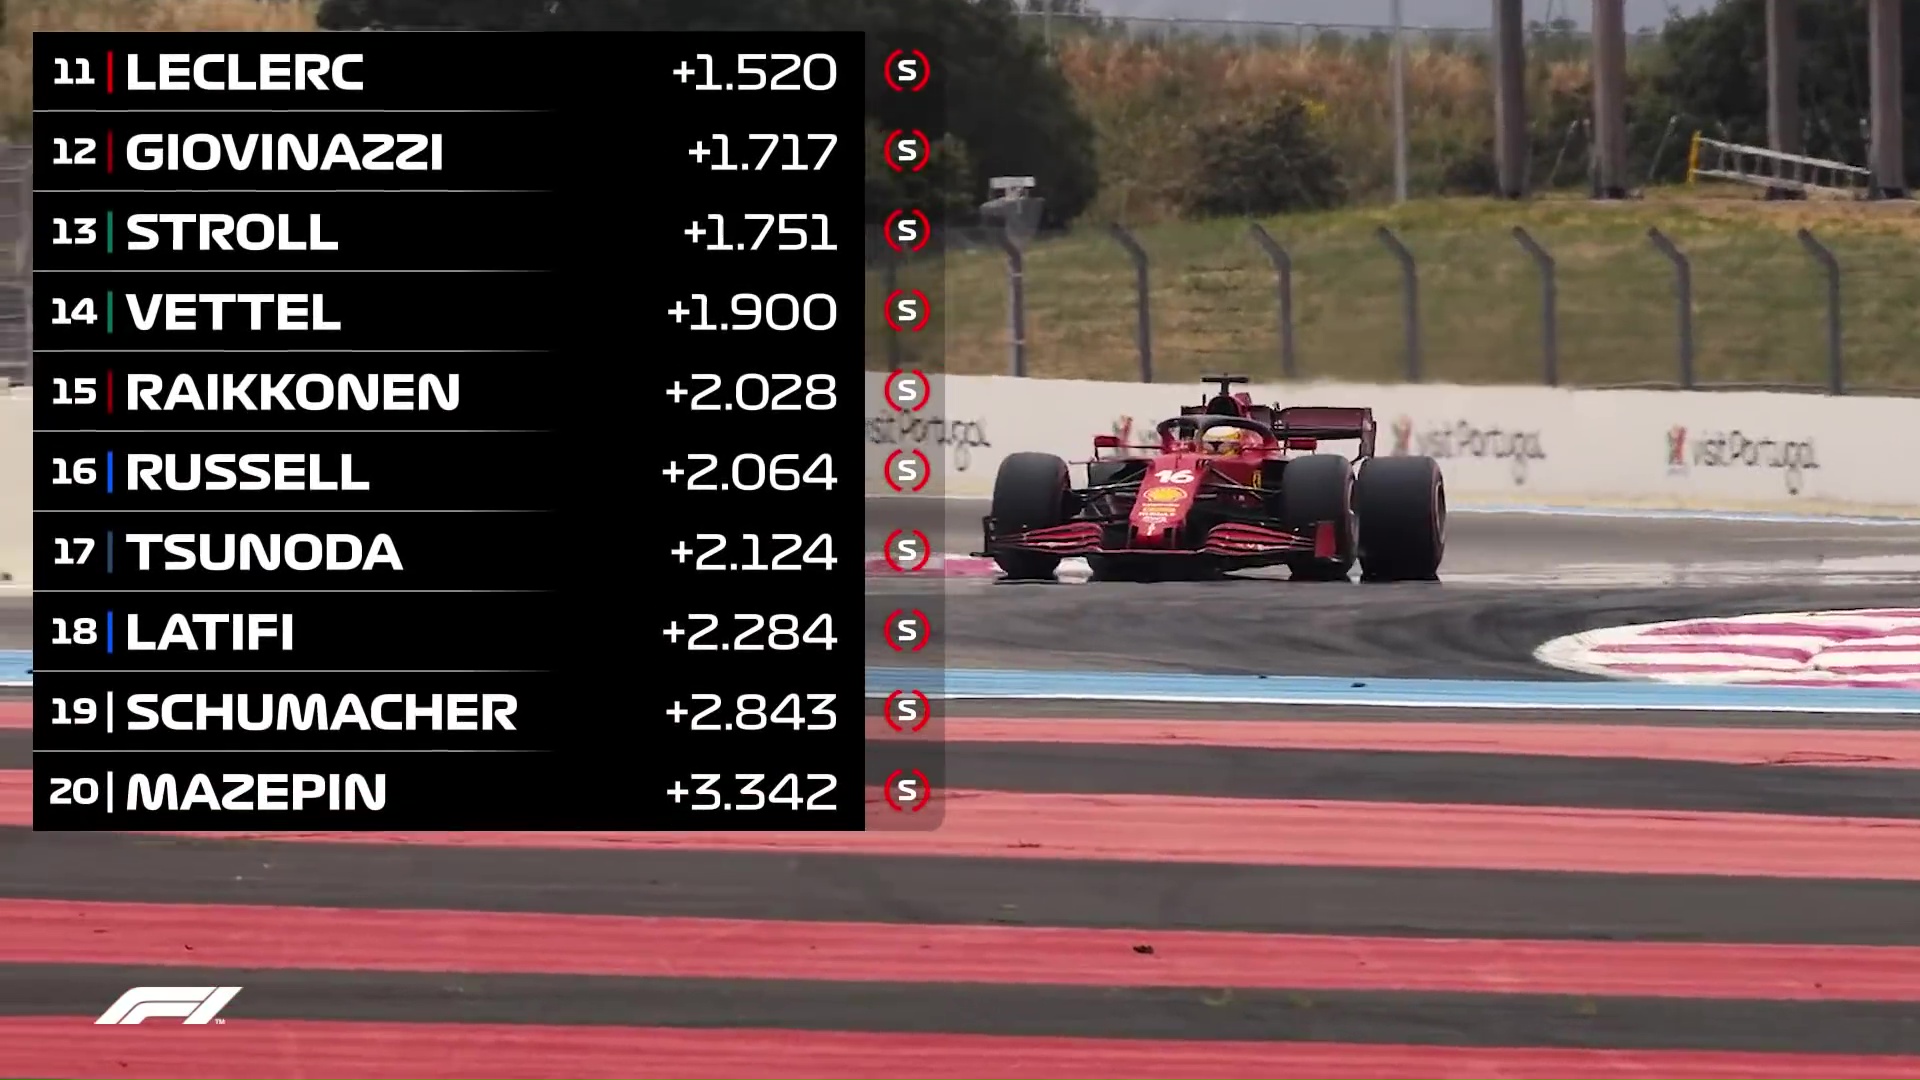 11 LECLERC +1.520 S
12 GIOVINAZZI +1.717 S
13 STROLL +1.751 S
14 VETTEL +1.900 S
15 RAIKKONEN +2.028 S
16 RUSSELL +2.064 S
17 TSUNODA +2.124 S
18 LATIFI +2.284 S
19 SCHUMACHER +2.843 S
20 MAZEPIN +3.342 S
visitPortugal
visitPortugal
visitPortugal
16
F1